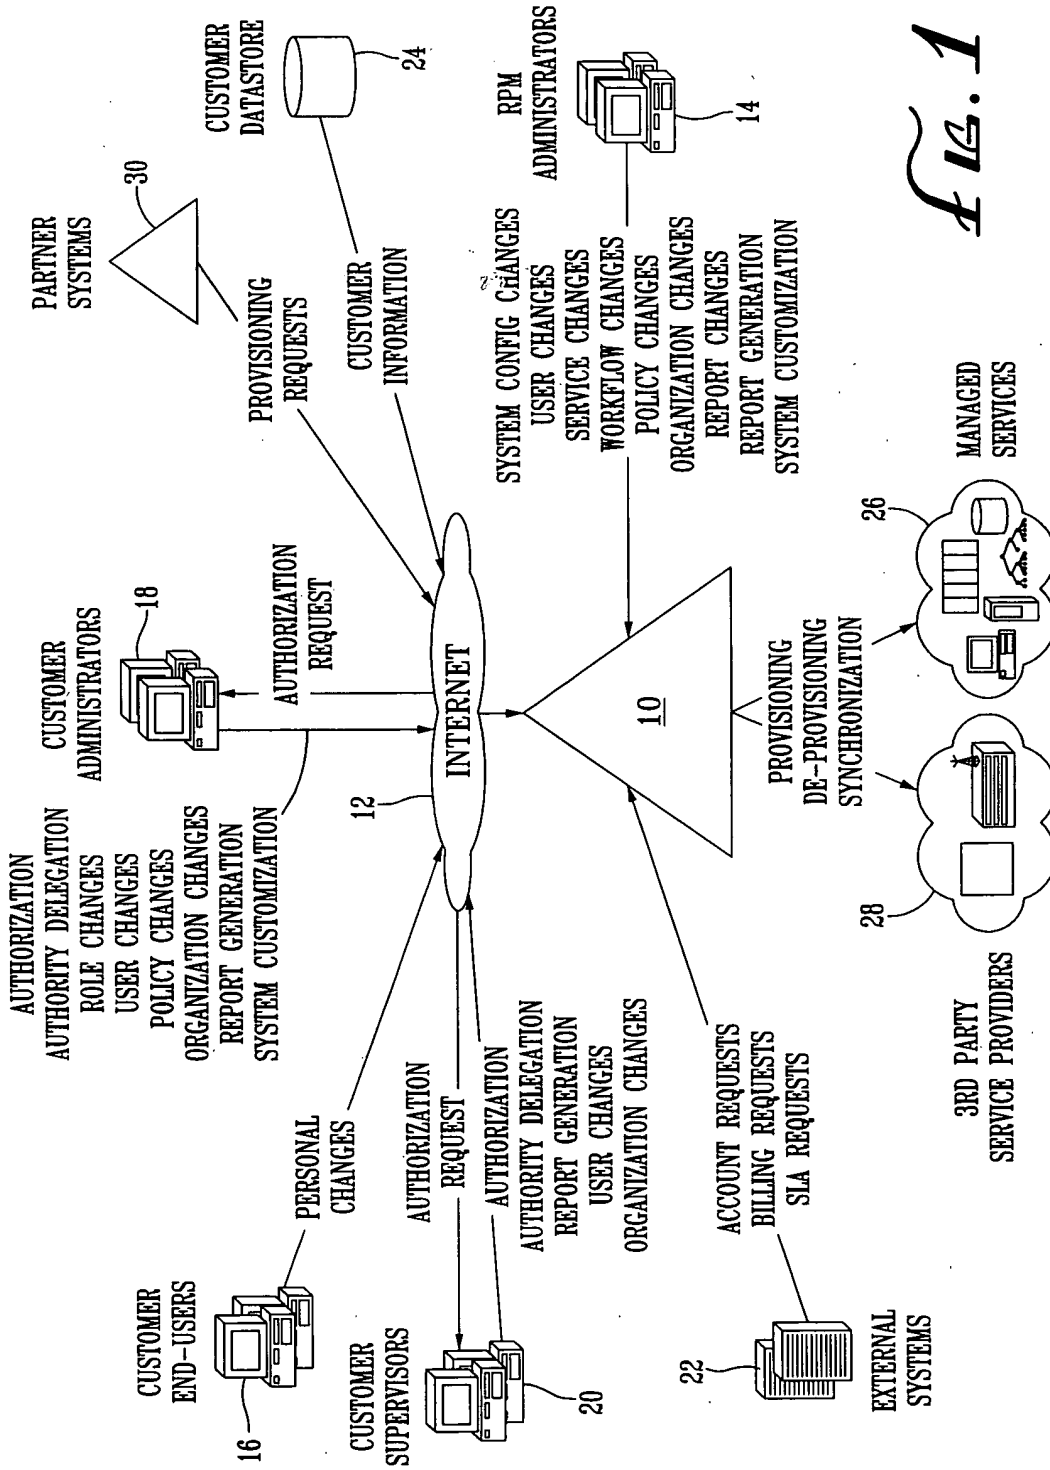 PARTNER
SYSTEMS
30
CUSTOMER
DATASTORE
24
PROVISIONING
REQUESTS
CUSTOMER
INFORMATION
CUSTOMER
ADMINISTRATORS
18
AUTHORIZATION
REQUEST
AUTHORIZATION
AUTHORITY DELEGATION
ROLE CHANGES
USER CHANGES
POLICY CHANGES
ORGANIZATION CHANGES
REPORT GENERATION
SYSTEM CUSTOMIZATION
CUSTOMER
END-USERS
16
PERSONAL
CHANGES
12
INTERNET
CUSTOMER
SUPERVISORS
20
AUTHORIZATION
REQUEST
AUTHORIZATION
AUTHORITY DELEGATION
REPORT GENERATION
USER CHANGES
ORGANIZATION CHANGES
RPM
ADMINISTRATORS
14
SYSTEM CONFIG CHANGES
USER CHANGES
SERVICE CHANGES
WORKFLOW CHANGES
POLICY CHANGES
ORGANIZATION CHANGES
REPORT CHANGES
REPORT GENERATION
SYSTEM CUSTOMIZATION
10
22
EXTERNAL
SYSTEMS
ACCOUNT REQUESTS
BILLING REQUESTS
SLA REQUESTS
PROVISIONING
DE-PROVISIONING
SYNCHRONIZATION
28
3RD PARTY
SERVICE PROVIDERS
26
MANAGED
SERVICES
FIG. 1